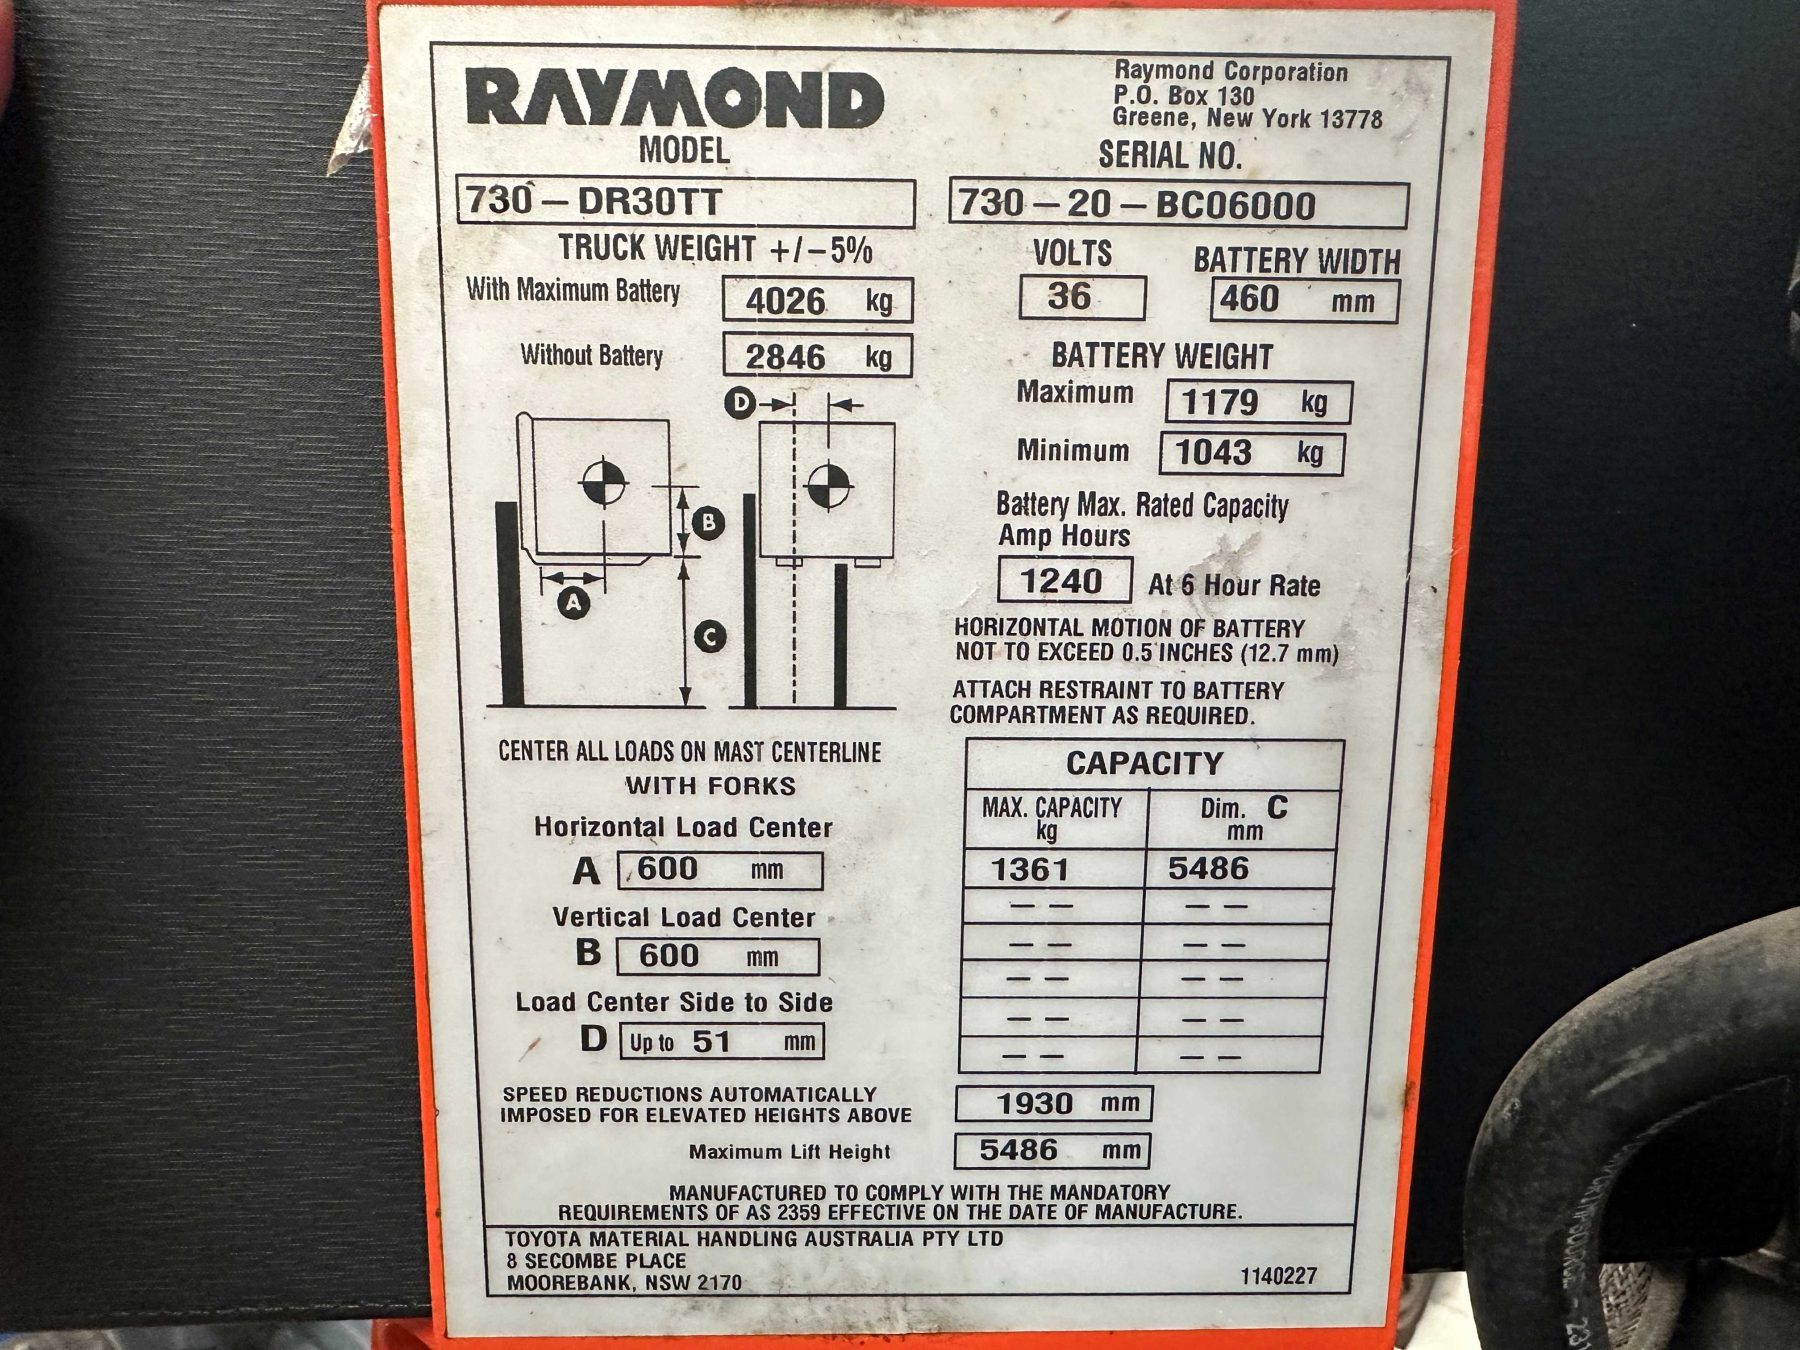 RAYMOND
Raymond Corporation
P.O. Box 130
Greene, New York 13778
MODEL
SERIAL NO.
730 – DR30TT
730 – 20 – BC06000
TRUCK WEIGHT +/–5%
With Maximum Battery 4026 kg
Without Battery 2846 kg
VOLTS
36
BATTERY WIDTH
460 mm
BATTERY WEIGHT
Maximum 1179 kg
Minimum 1043 kg
Battery Max. Rated Capacity
Amp Hours
1240 At 6 Hour Rate
HORIZONTAL MOTION OF BATTERY
NOT TO EXCEED 0.5 INCHES (12.7 mm)
ATTACH RESTRAINT TO BATTERY
COMPARTMENT AS REQUIRED.
D
B
A
C
CENTER ALL LOADS ON MAST CENTERLINE
WITH FORKS
Horizontal Load Center
A 600 mm
Vertical Load Center
B 600 mm
Load Center Side to Side
D Up to 51 mm
CAPACITY
MAX. CAPACITY kg
Dim. C mm
1361 5486
– – – –
– – – –
– – – –
– – – –
– – – –
SPEED REDUCTIONS AUTOMATICALLY
IMPOSED FOR ELEVATED HEIGHTS ABOVE 1930 mm
Maximum Lift Height 5486 mm
MANUFACTURED TO COMPLY WITH THE MANDATORY
REQUIREMENTS OF AS 2359 EFFECTIVE ON THE DATE OF MANUFACTURE.
TOYOTA MATERIAL HANDLING AUSTRALIA PTY LTD
8 SECOMBE PLACE
MOOREBANK, NSW 2170
1140227